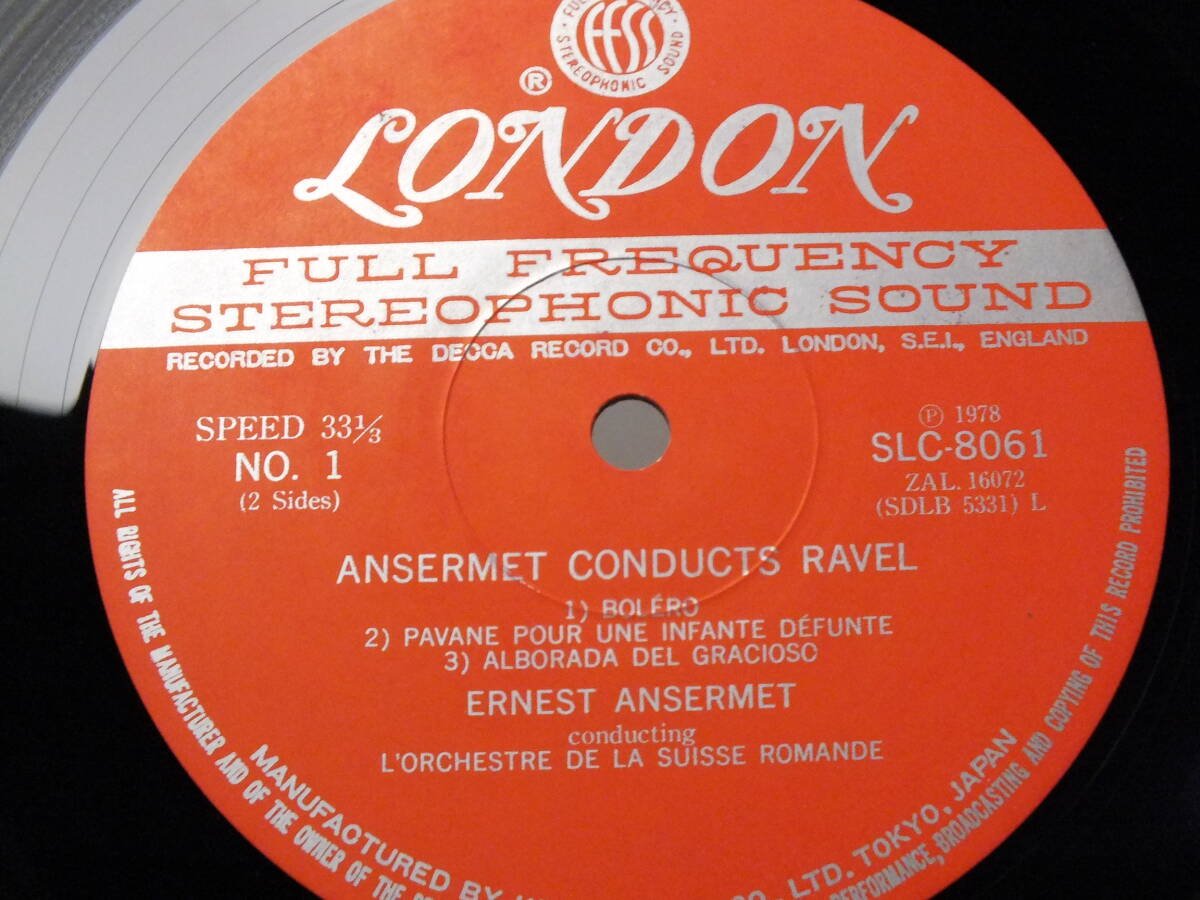 FFSS
STEREOPHONIC SOUND
®
LONDON
FULL FREQUENCY
STEREOPHONIC SOUND
RECORDED BY THE DECCA RECORD CO., LTD. LONDON, S.E.I., ENGLAND
SPEED 33⅓
NO. 1
(2 Sides)
℗ 1978
SLC-8061
ZAL. 16072
(SDLB 5331) L
ANSERMET CONDUCTS RAVEL
1) BOLÉRO
2) PAVANE POUR UNE INFANTE DÉFUNTE
3) ALBORADA DEL GRACIOSO
ERNEST ANSERMET
conducting
L'ORCHESTRE DE LA SUISSE ROMANDE
MANUFACTURED BY CO., LTD. TOKYO, JAPAN
ALL RIGHTS OF THE MANUFACTURER AND OF THE OWNER OF THE PERFORMANCE, BROADCASTING AND COPYING OF THIS RECORD PROHIBITED